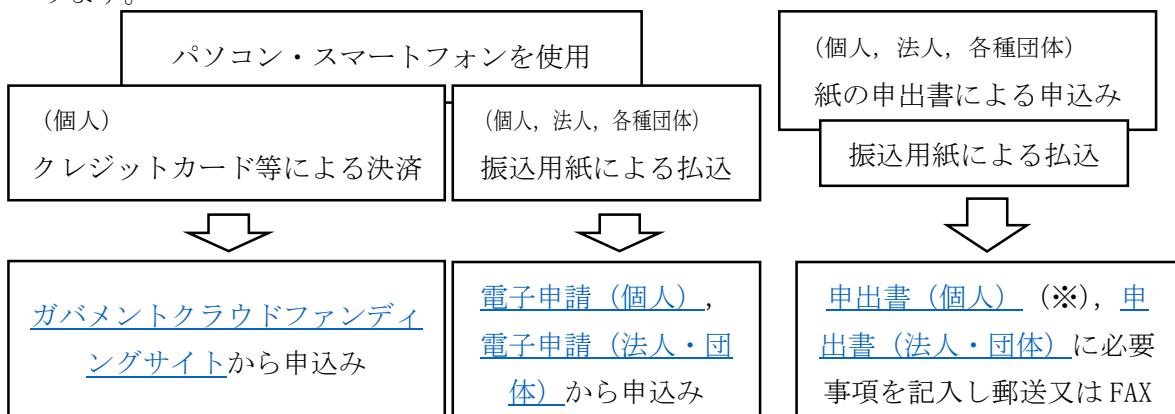 ります。
パソコン・スマートフォンを使用
（個人）
クレジットカード等による決済
（個人，法人，各種団体）
振込用紙による払込
（個人，法人，各種団体）
紙の申出書による申込み
振込用紙による払込
ガバメントクラウドファンディ
ングサイトから申込み
電子申請（個人），
電子申請（法人・団
体）から申込み
申出書（個人）（※），申
出書（法人・団体）に必要
事項を記入し郵送又は FAX